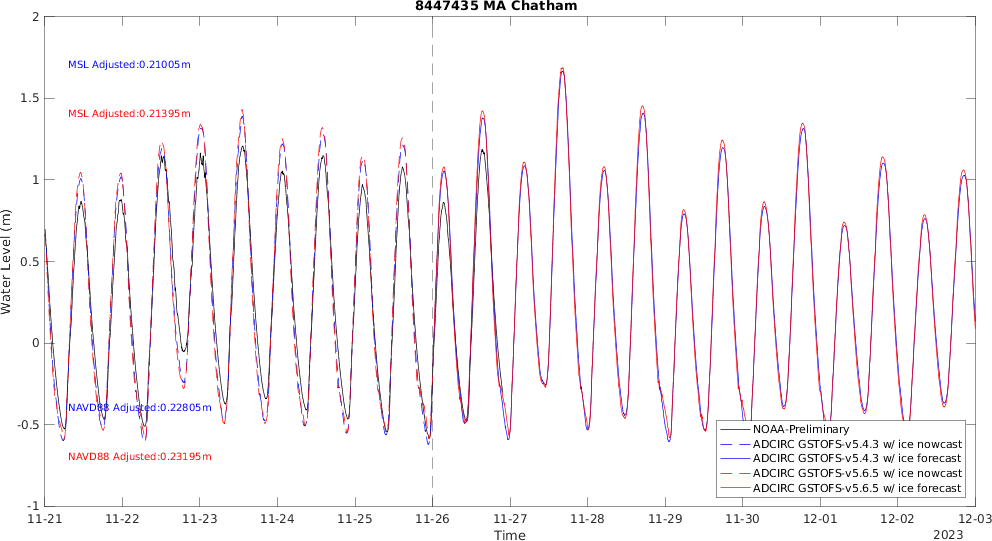 8447435 MA Chatham
2
1.5
1
0.5
0
-0.5
-1
Water Level (m)
MSL Adjusted:0.21005m
MSL Adjusted:0.21395m
NAVD88 Adjusted:0.22805m
NAVD88 Adjusted:0.23195m
NOAA-Preliminary
ADCIRC GSTOFS-v5.4.3 w/ ice nowcast
ADCIRC GSTOFS-v5.4.3 w/ ice forecast
ADCIRC GSTOFS-v5.6.5 w/ ice nowcast
ADCIRC GSTOFS-v5.6.5 w/ ice forecast
11-21 11-22 11-23 11-24 11-25 11-26 11-27 11-28 11-29 11-30 12-01 12-02 12-03
Time
2023